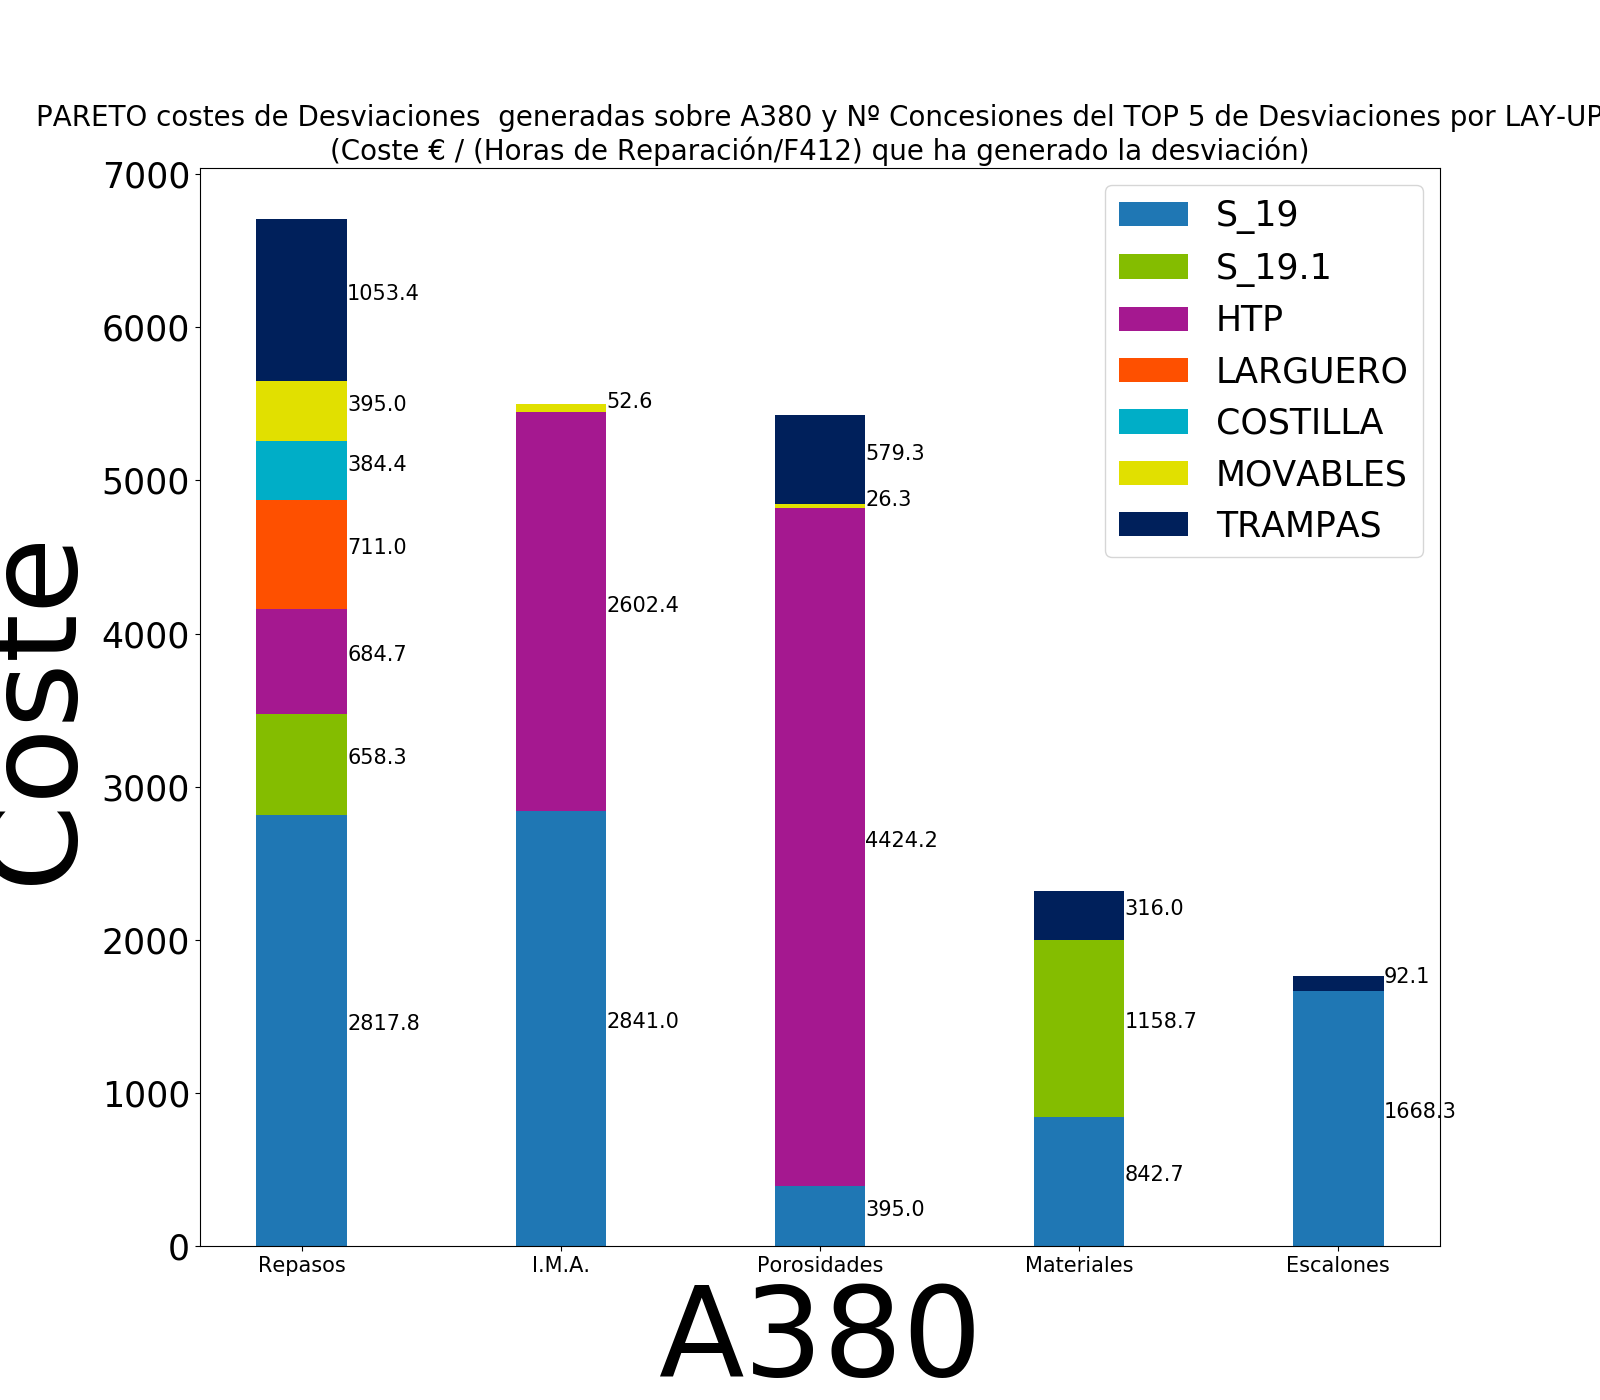 PARETO costes de Desviaciones  generadas sobre A380 y Nº Concesiones del TOP 5 de Desviaciones por LAY-UP
(Coste € / (Horas de Reparación/F412) que ha generado la desviación)
7000
6000
5000
4000
3000
2000
1000
0
Coste
1053.4
395.0
384.4
711.0
684.7
658.3
2817.8
52.6
2602.4
2841.0
579.3
26.3
4424.2
395.0
316.0
1158.7
842.7
92.1
1668.3
S_19
S_19.1
HTP
LARGUERO
COSTILLA
MOVABLES
TRAMPAS
Repasos
I.M.A.
Porosidades
Materiales
Escalones
A380